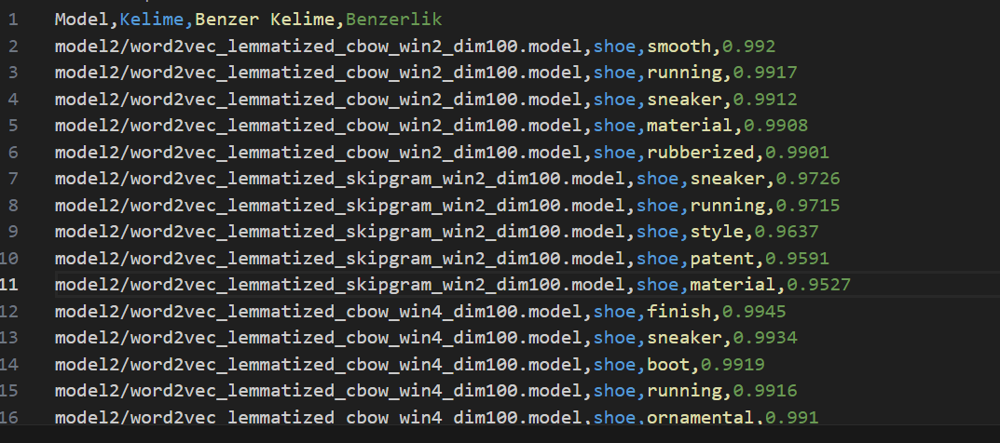 1 Model,Kelime,Benzer Kelime,Benzerlik
2 model2/word2vec_lemmatized_cbow_win2_dim100.model,shoe,smooth,0.992
3 model2/word2vec_lemmatized_cbow_win2_dim100.model,shoe,running,0.9917
4 model2/word2vec_lemmatized_cbow_win2_dim100.model,shoe,sneaker,0.9912
5 model2/word2vec_lemmatized_cbow_win2_dim100.model,shoe,material,0.9908
6 model2/word2vec_lemmatized_cbow_win2_dim100.model,shoe,rubberized,0.9901
7 model2/word2vec_lemmatized_skipgram_win2_dim100.model,shoe,sneaker,0.9726
8 model2/word2vec_lemmatized_skipgram_win2_dim100.model,shoe,running,0.9715
9 model2/word2vec_lemmatized_skipgram_win2_dim100.model,shoe,style,0.9637
10 model2/word2vec_lemmatized_skipgram_win2_dim100.model,shoe,patent,0.9591
11 model2/word2vec_lemmatized_skipgram_win2_dim100.model,shoe,material,0.9527
12 model2/word2vec_lemmatized_cbow_win4_dim100.model,shoe,finish,0.9945
13 model2/word2vec_lemmatized_cbow_win4_dim100.model,shoe,sneaker,0.9934
14 model2/word2vec_lemmatized_cbow_win4_dim100.model,shoe,boot,0.9919
15 model2/word2vec_lemmatized_cbow_win4_dim100.model,shoe,running,0.9916
16 model2/word2vec_lemmatized_cbow_win4_dim100.model,shoe,ornamental,0.991